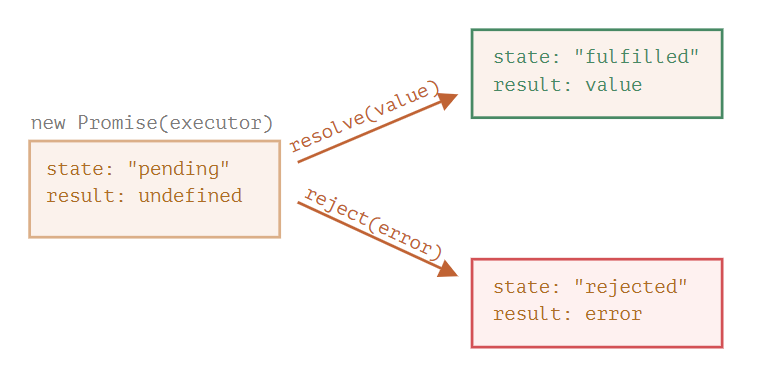 new Promise(executor)
state: "pending"
result: undefined
resolve(value)
state: "fulfilled"
result: value
reject(error)
state: "rejected"
result: error